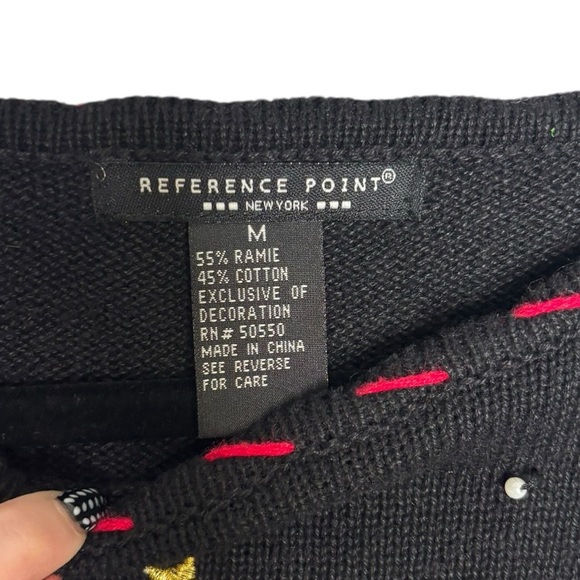 REFERENCE POINT®
NEW YORK
M
55% RAMIE
45% COTTON
EXCLUSIVE OF
DECORATION
RN# 50550
MADE IN CHINA
SEE REVERSE
FOR CARE